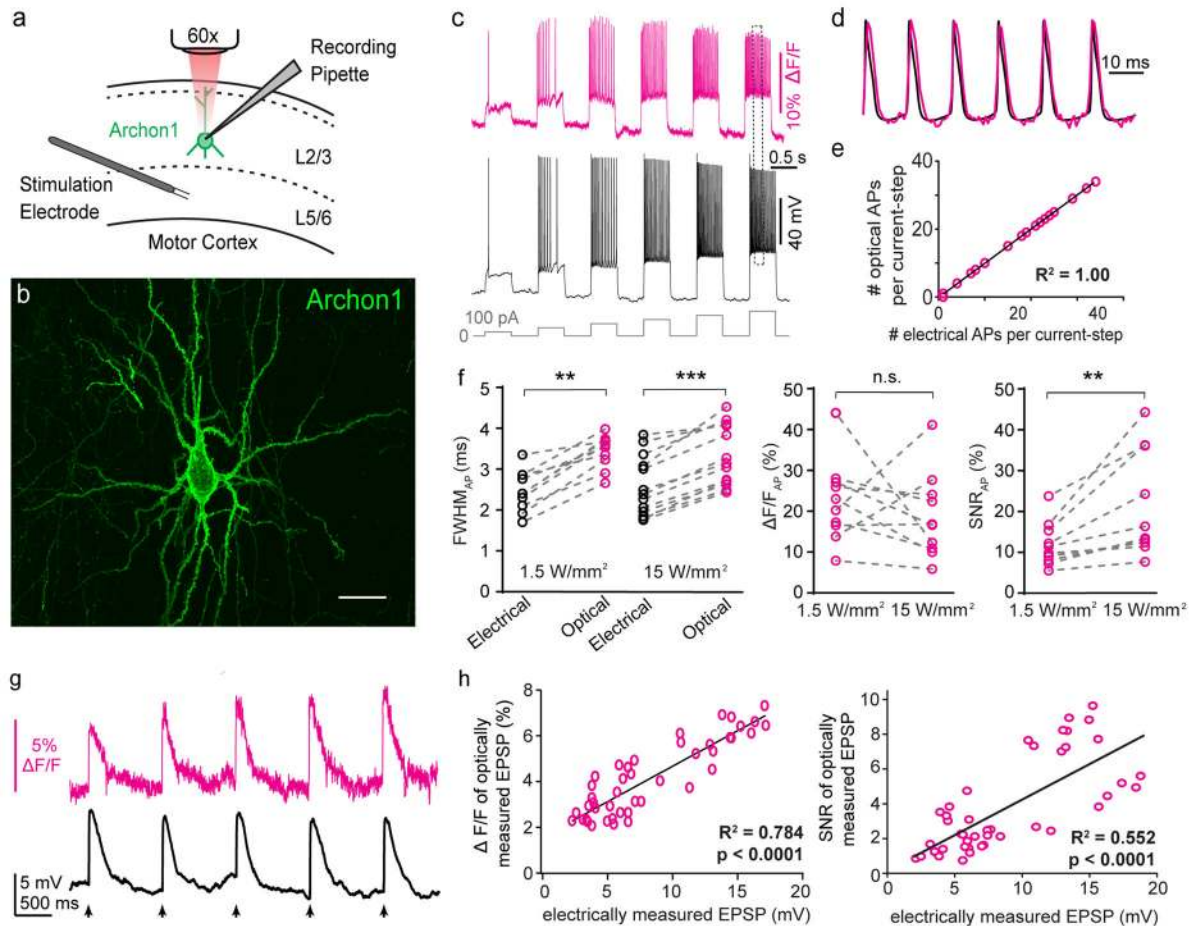 a
60x
Recording
Pipette
Archon1
L2/3
Stimulation
Electrode
L5/6
Motor Cortex
b
Archon1
c
10% ΔF/F
0.5 s
40 mV
100 pA
0
d
10 ms
e
# optical APs
per current-step
40
20
0
R² = 1.00
0
20
40
# electrical APs per current-step
f
FWHM_AP (ms)
5
4
3
2
1
0
**
***
1.5 W/mm²
15 W/mm²
Electrical
Optical
Electrical
Optical
ΔF/F_AP (%)
50
40
30
20
10
0
n.s.
1.5 W/mm²
15 W/mm²
SNR_AP (%)
50
40
30
20
10
0
**
1.5 W/mm²
15 W/mm²
g
5%
ΔF/F
5 mV
500 ms
h
Δ F/F of optically
measured EPSP (%)
8
6
4
2
0
R² = 0.784
p < 0.0001
0
5
10
15
20
electrically measured EPSP (mV)
SNR of optically
measured EPSP
10
8
6
4
2
0
R² = 0.552
p < 0.0001
0
5
10
15
20
electrically measured EPSP (mV)